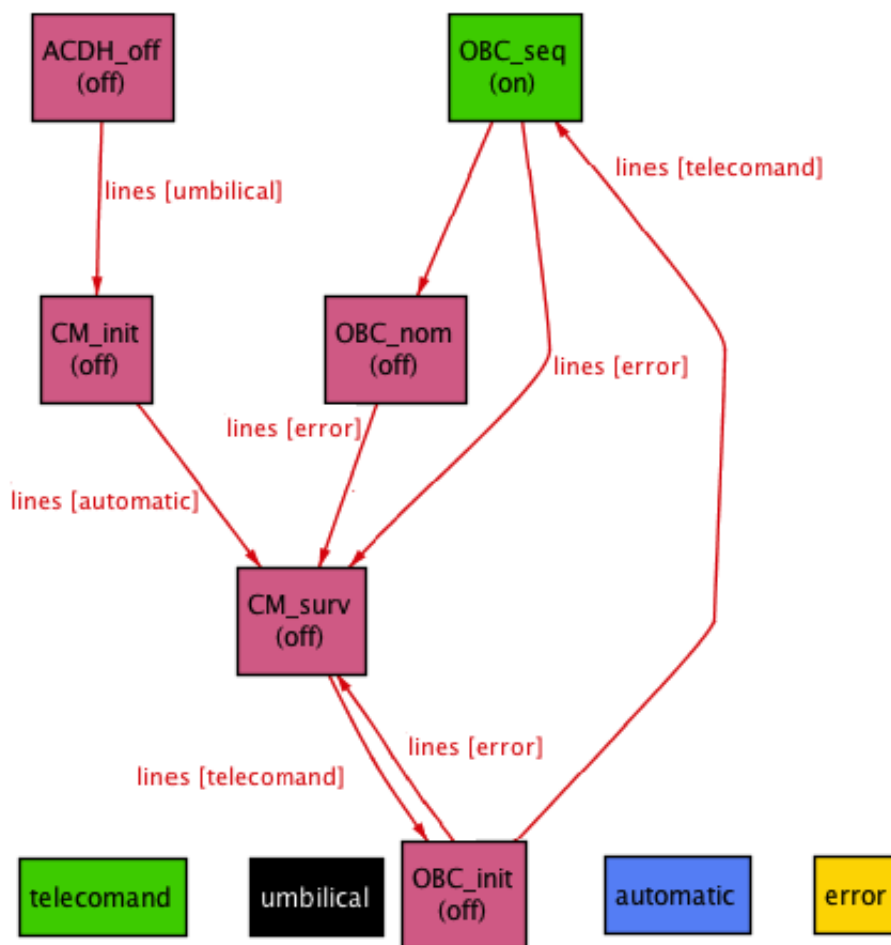 ACDH_off
(off)
OBC_seq
(on)
lines [telecomand]
lines [umbilical]
CM_init
(off)
OBC_nom
(off)
lines [error]
lines [error]
lines [automatic]
CM_surv
(off)
lines [error]
lines [telecomand]
telecomand
umbilical
OBC_init
(off)
automatic
error